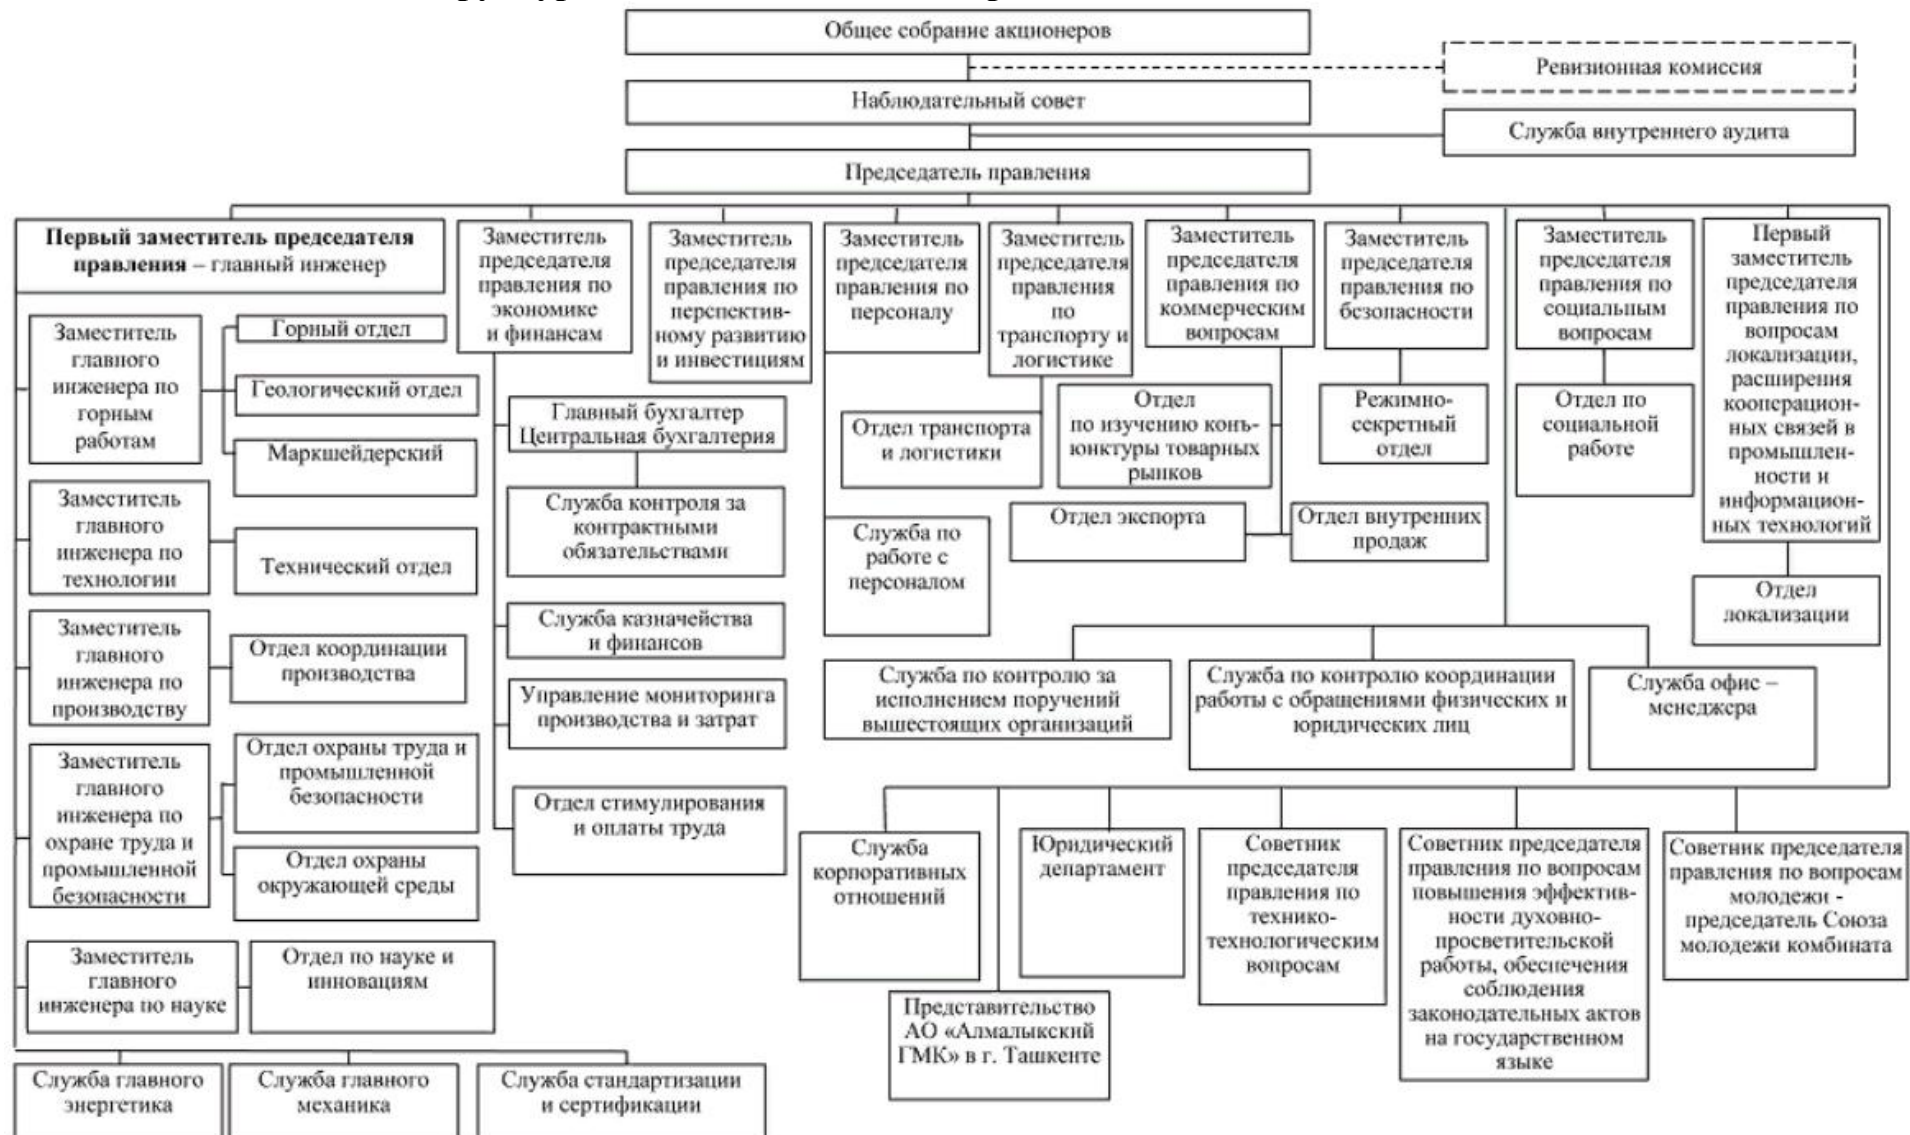 Общее собрание акционеров
Ревизионная комиссия
Наблюдательный совет
Служба внутреннего аудита
Председатель правления
Первый заместитель председателя
правления – главный инженер
Заместитель
главного
инженера по
горным
работам
Горный отдел
Геологический отдел
Маркшейдерский
Заместитель
главного
инженера по
технологии
Технический отдел
Заместитель
главного
инженера по
производству
Отдел координации
производства
Заместитель
главного
инженера по
охране труда и
промышленной
безопасности
Отдел охраны труда и
промышленной
безопасности
Отдел охраны
окружающей среды
Заместитель
главного
инженера по науке
Отдел по науке и
инновациям
Служба главного
энергетика
Служба главного
механика
Служба стандартизации
и сертификации
Заместитель
председателя
правления по
экономике
и финансам
Главный бухгалтер
Центральная бухгалтерия
Служба контроля за
контрактными
обязательствами
Служба казначейства
и финансов
Управление мониторинга
производства и затрат
Отдел стимулирования
и оплаты труда
Заместитель
председателя
правления по
перспектив-
ному развитию
и инвестициям
Заместитель
председателя
правления по
персоналу
Служба по
работе с
персоналом
Заместитель
председателя
правления
по
транспорту и
логистике
Отдел транспорта
и логистики
Заместитель
председателя
правления по
коммерческим
вопросам
Отдел
по изучению конъ-
юнктуры товарных
рынков
Отдел экспорта
Отдел внутренних
продаж
Заместитель
председателя
правления по
безопасности
Режимно-
секретный
отдел
Заместитель
председателя
правления по
социальным
вопросам
Отдел по
социальной
работе
Первый
заместитель
председателя
правления по
вопросам
локализации,
расширения
кооперацион-
ных связей в
промышлен-
ности и
информацион-
ных технологий
Отдел
локализации
Служба по контролю за
исполнением поручений
вышестоящих организаций
Служба по контролю координации
работы с обращениями физических и
юридических лиц
Служба офис –
менеджера
Служба
корпоративных
отношений
Представительство
АО «Алмалыкский
ГМК» в г. Ташкенте
Юридический
департамент
Советник
председателя
правления по
технико-
технологическим
вопросам
Советник председателя
правления по вопросам
повышения эффектив-
ности духовно-
просветительской
работы, обеспечения
соблюдения
законодательных актов
на государственном
языке
Советник председателя
правления по вопросам
молодежи -
председатель Союза
молодежи комбината